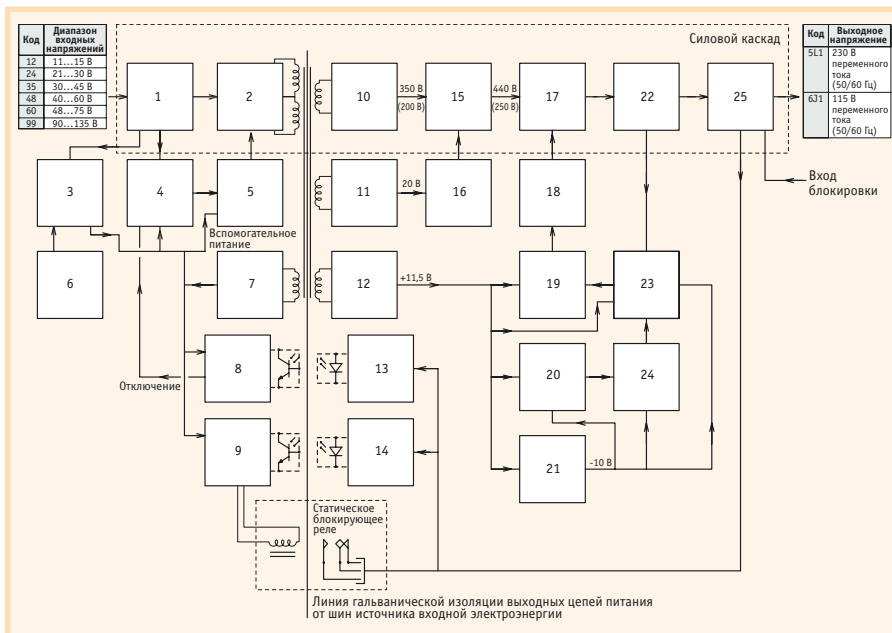 Код Диапазон входных напряжений
12 11...15 В
24 21...30 В
35 30...45 В
48 40...60 В
60 48...75 В
99 90...135 В
Силовой каскад
Код Выходное напряжение
5L1 230 В
переменного
тока
(50/60 Гц)
6J1 115 В
переменного
тока
(50/60 Гц)
1
2
10
350 В
(200 В)
15
440 В
(250 В)
17
22
25
Вход
блокировки
3
4
5
11
20 В
16
18
Вспомогательное
питание
6
7
12
+11,5 В
19
23
8
13
20
24
Отключение
9
14
21
-10 В
Статическое
блокирующее
реле
Линия гальванической изоляции выходных цепей питания
от шин источника входной электроэнергии